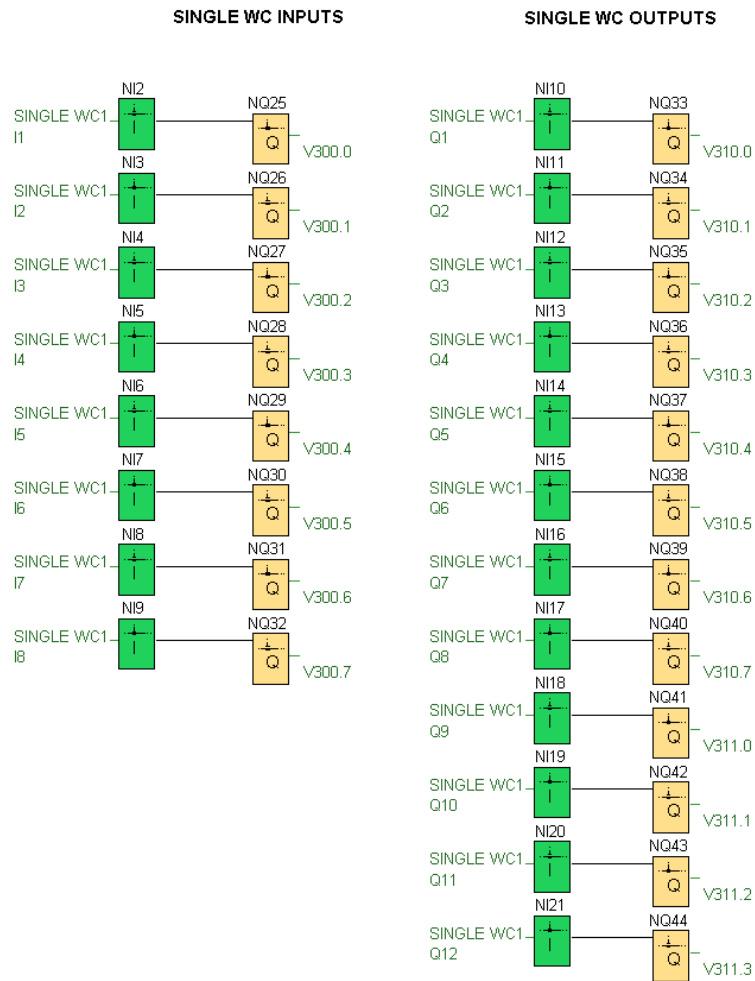 SINGLE WC INPUTS
NI2
NQ25
SINGLE WC1
I1
I
Q
V300.0
NI3
NQ26
SINGLE WC1
I2
I
Q
V300.1
NI4
NQ27
SINGLE WC1
I3
I
Q
V300.2
NI5
NQ28
SINGLE WC1
I4
I
Q
V300.3
NI6
NQ29
SINGLE WC1
I5
I
Q
V300.4
NI7
NQ30
SINGLE WC1
I6
I
Q
V300.5
NI8
NQ31
SINGLE WC1
I7
I
Q
V300.6
NI9
NQ32
SINGLE WC1
I8
I
Q
V300.7
SINGLE WC OUTPUTS
NI10
NQ33
SINGLE WC1
Q1
I
Q
V310.0
NI11
NQ34
SINGLE WC1
Q2
I
Q
V310.1
NI12
NQ35
SINGLE WC1
Q3
I
Q
V310.2
NI13
NQ36
SINGLE WC1
Q4
I
Q
V310.3
NI14
NQ37
SINGLE WC1
Q5
I
Q
V310.4
NI15
NQ38
SINGLE WC1
Q6
I
Q
V310.5
NI16
NQ39
SINGLE WC1
Q7
I
Q
V310.6
NI17
NQ40
SINGLE WC1
Q8
I
Q
V310.7
NI18
NQ41
SINGLE WC1
Q9
I
Q
V311.0
NI19
NQ42
SINGLE WC1
Q10
I
Q
V311.1
NI20
NQ43
SINGLE WC1
Q11
I
Q
V311.2
NI21
NQ44
SINGLE WC1
Q12
I
Q
V311.3